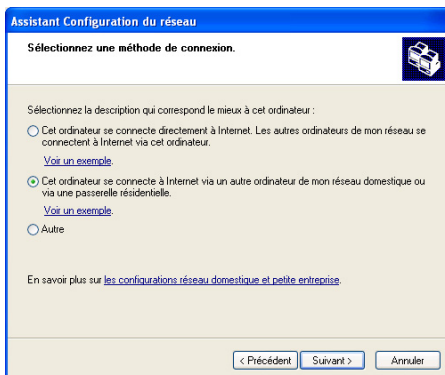 Assistant Configuration du réseau
Sélectionnez une méthode de connexion.
Sélectionnez la description qui correspond le mieux à cet ordinateur :
Cet ordinateur se connecte directement à Internet. Les autres ordinateurs de mon réseau se
connectent à Internet via cet ordinateur.
Voir un exemple.
Cet ordinateur se connecte à Internet via un autre ordinateur de mon réseau domestique ou
via une passerelle résidentielle.
Voir un exemple.
Autre
En savoir plus sur les configurations réseau domestique et petite entreprise.
< Précédent Suivant > Annuler